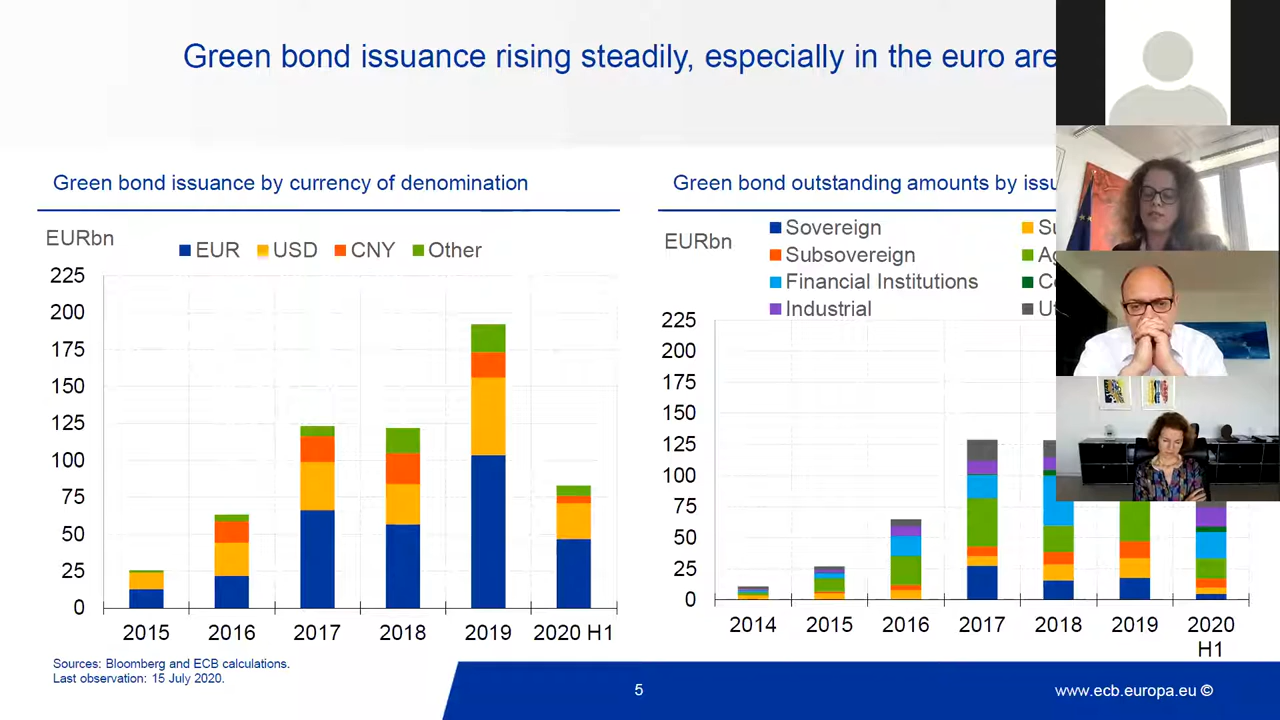 Green bond issuance rising steadily, especially in the euro
Green bond issuance by currency of denomination
EURbn
EUR USD CNY Other
225
200
175
150
125
100
75
50
25
0
2015 2016 2017 2018 2019 2020 H1
Green bond outstanding amounts by
EURbn
Sovereign
Subsovereign
Financial Institutions
Industrial
225
200
175
150
125
100
75
50
25
0
2014 2015 2016 2017 2018 2019 2020
H1
Sources: Bloomberg and ECB calculations.
Last observation: 15 July 2020.
5
www.ecb.europa.eu ©